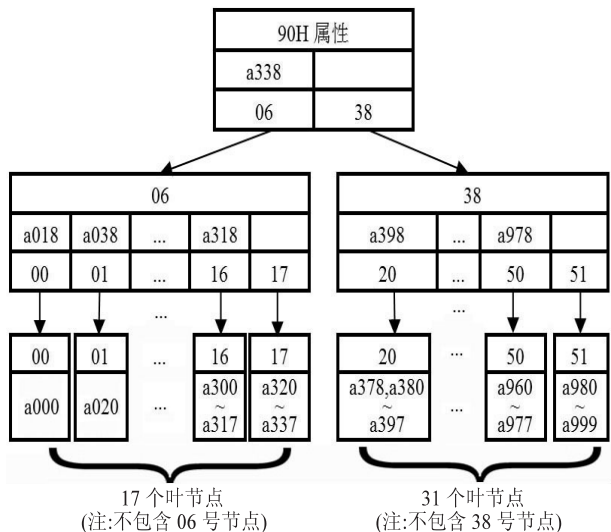 90H 属性
a338
06 38
06 38
a018 a038 ... a318 a398 ... a978
00 01 ... 16 17 20 ... 50 51
... ...
00 01 ... 16 17 20 ... 50 51
a000 a020 ... a300 a320 a378,a380 ... a960 a980
~ ~ ~ ~ ~
a317 a337 a397 a977 a999
17 个叶节点 31 个叶节点
(注:不包含 06 号节点) (注:不包含 38 号节点)